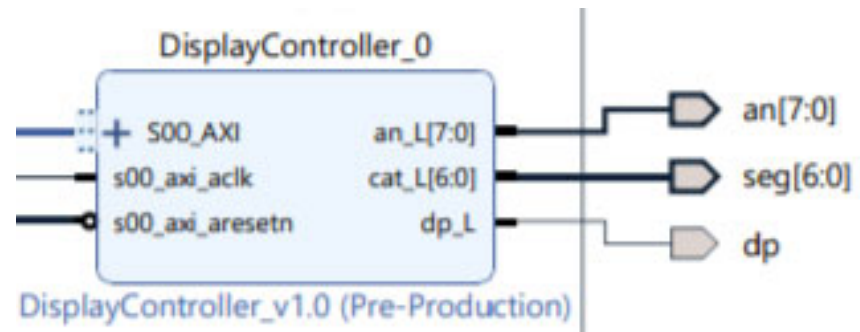 DisplayController_0
S00_AXI
an_L[7:0]
an[7:0]
s00_axi_aclk
cat_L[6:0]
seg[6:0]
s00_axi_aresetn
dp_L
dp
DisplayController_v1.0 (Pre-Production)